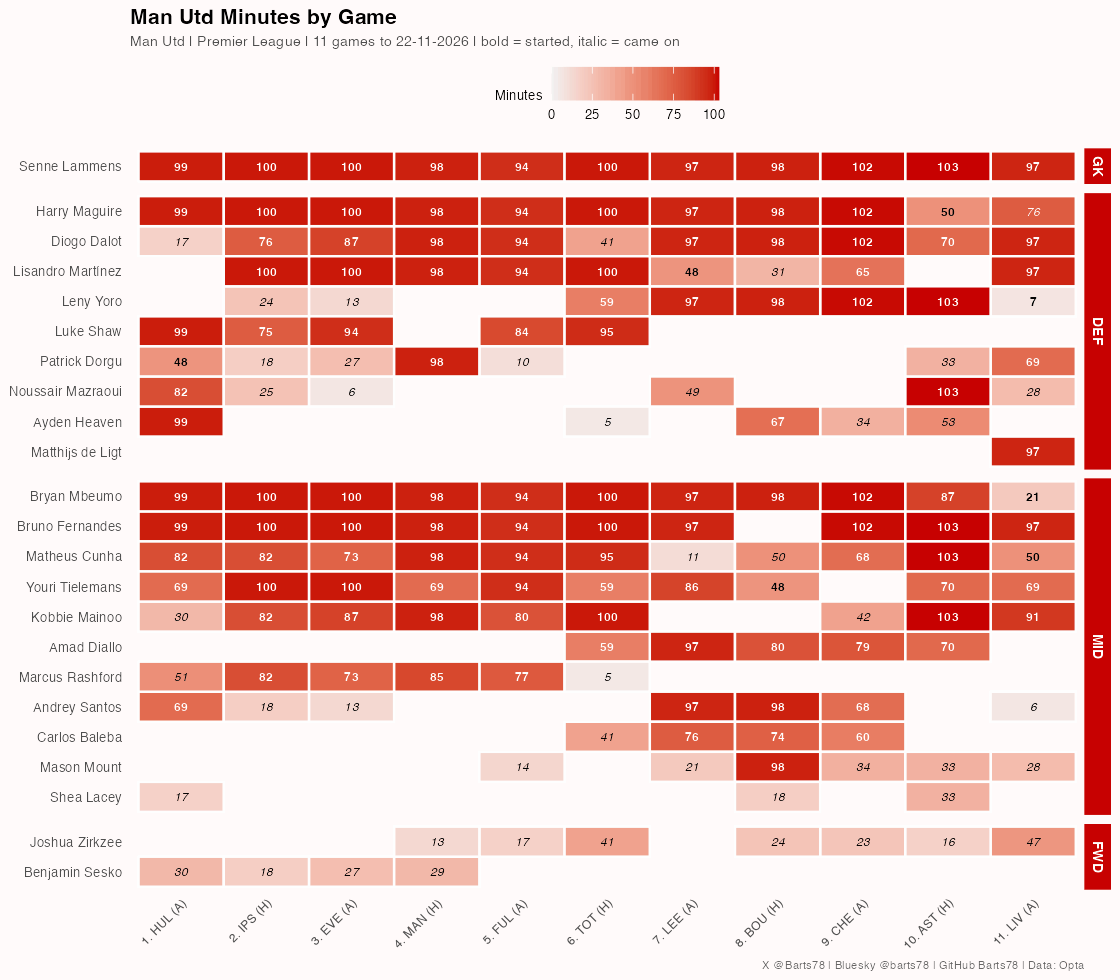 Man Utd Minutes by Game
Man Utd | Premier League | 11 games to 22-11-2026 | bold = started, italic = came on
Minutes
0 25 50 75 100
Senne Lammens 99 100 100 98 94 100 97 98 102 103 97
GK
Harry Maguire 99 100 100 98 94 100 97 98 102 50 76
Diogo Dalot 17 76 87 98 94 41 97 98 102 70 97
Lisandro Martínez 100 100 98 94 100 48 31 65 97
Leny Yoro 24 13 59 97 98 102 103 7
Luke Shaw 99 75 94 84 95
DEF
Patrick Dorgu 48 18 27 98 10 33 69
Noussair Mazraoui 82 25 6 49 103 28
Ayden Heaven 99 5 67 34 53
Matthijs de Ligt 97
Bryan Mbeumo 99 100 100 98 94 100 97 98 102 87 21
Bruno Fernandes 99 100 100 98 94 100 97 102 103 97
Matheus Cunha 82 82 73 98 94 95 11 50 68 103 50
Youri Tielemans 69 100 100 69 94 59 86 48 70 69
Kobbie Mainoo 30 82 87 98 80 100 42 103 91
Amad Diallo 59 97 80 79 70
MID
Marcus Rashford 51 82 73 85 77 5
Andrey Santos 69 18 13 97 98 68 6
Carlos Baleba 41 76 74 60
Mason Mount 14 21 98 34 33 28
Shea Lacey 17 18 33
Joshua Zirkzee 13 17 41 24 23 16 47
FWD
Benjamin Sesko 30 18 27 29
1. HUL (A) 2. IPS (H) 3. EVE (A) 4. MAN (H) 5. FUL (A) 6. TOT (H) 7. LEE (A) 8. BOU (H) 9. CHE (A) 10. AST (H) 11. LIV (A)
X @Barts78 | Bluesky @barts78 | GitHub Barts78 | Data: Opta